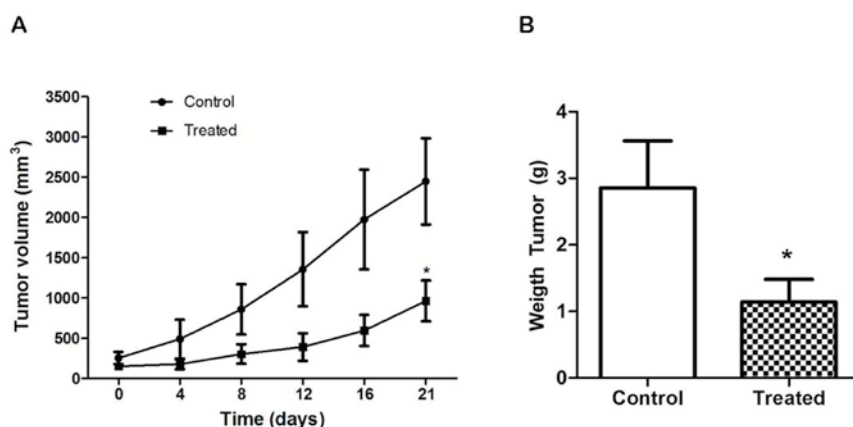 A
Tumor volume (mm³)
3500
3000
2500
2000
1500
1000
500
0
Control
Treated
*
0 4 8 12 16 21
Time (days)
B
Weigth Tumor (g)
4
3
2
1
0
*
Control Treated